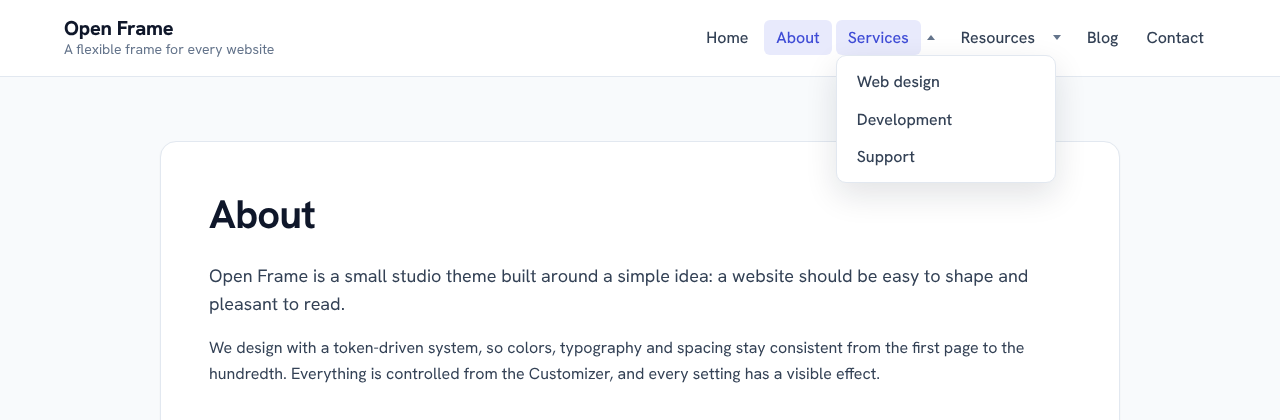 Open Frame
A flexible frame for every website
Home About Services Resources Blog Contact
Web design
Development
Support
About
Open Frame is a small studio theme built around a simple idea: a website should be easy to shape and
pleasant to read.
We design with a token-driven system, so colors, typography and spacing stay consistent from the first page to the
hundredth. Everything is controlled from the Customizer, and every setting has a visible effect.